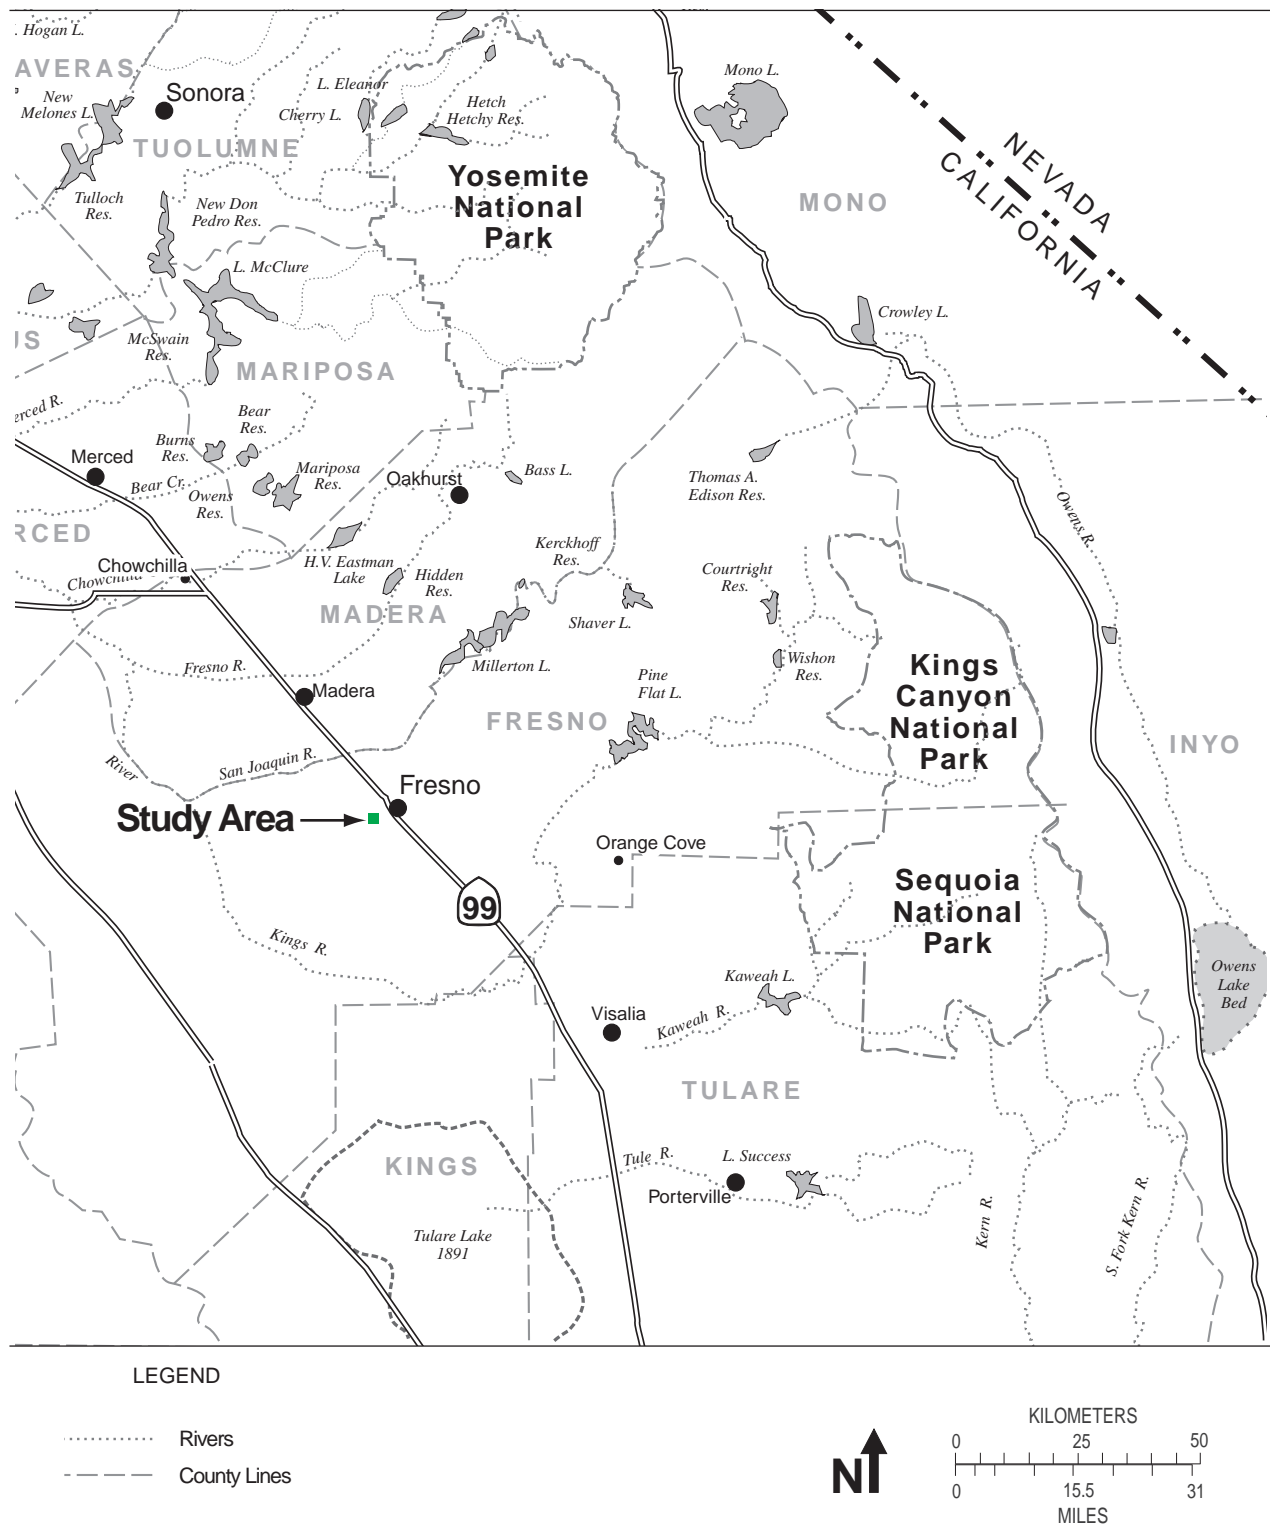 . Hogan L.
AVERAS
New
Melones L.
Sonora
TUOLUMNE
L. Eleanor
Cherry L.
Hetch
Hetchy Res.
Mono L.
NEVADA
CALIFORNIA
Yosemite
National
Park
MONO
Tulloch
Res.
New Don
Pedro Res.
L. McClure
Crowley L.
US
McSwain
Res.
MARIPOSA
erced R.
Bear
Res.
Burns
Res.
Merced
Bear Cr.
Owens
Res.
Mariposa
Res.
Oakhurst
Bass L.
Thomas A.
Edison Res.
Owens R.
RCED
Chowchilla
Chowchilla
H.V. Eastman
Lake
Hidden
Res.
Kerckhoff
Res.
Courtright
Res.
MADERA
Shaver L.
Millerton L.
Fresno R.
Madera
Wishon
Res.
Pine
Flat L.
FRESNO
Kings
Canyon
National
Park
INYO
River
San Joaquin R.
Fresno
Study Area
Orange Cove
99
Sequoia
National
Park
Kings R.
Kaweah L.
Owens
Lake
Bed
Visalia
Kaweah R.
TULARE
KINGS
Tule R.
L. Success
Porterville
Kern R.
S. Fork Kern R.
Tulare Lake
1891
LEGEND
Rivers
County Lines
N
KILOMETERS
0 25 50
0 15.5 31
MILES